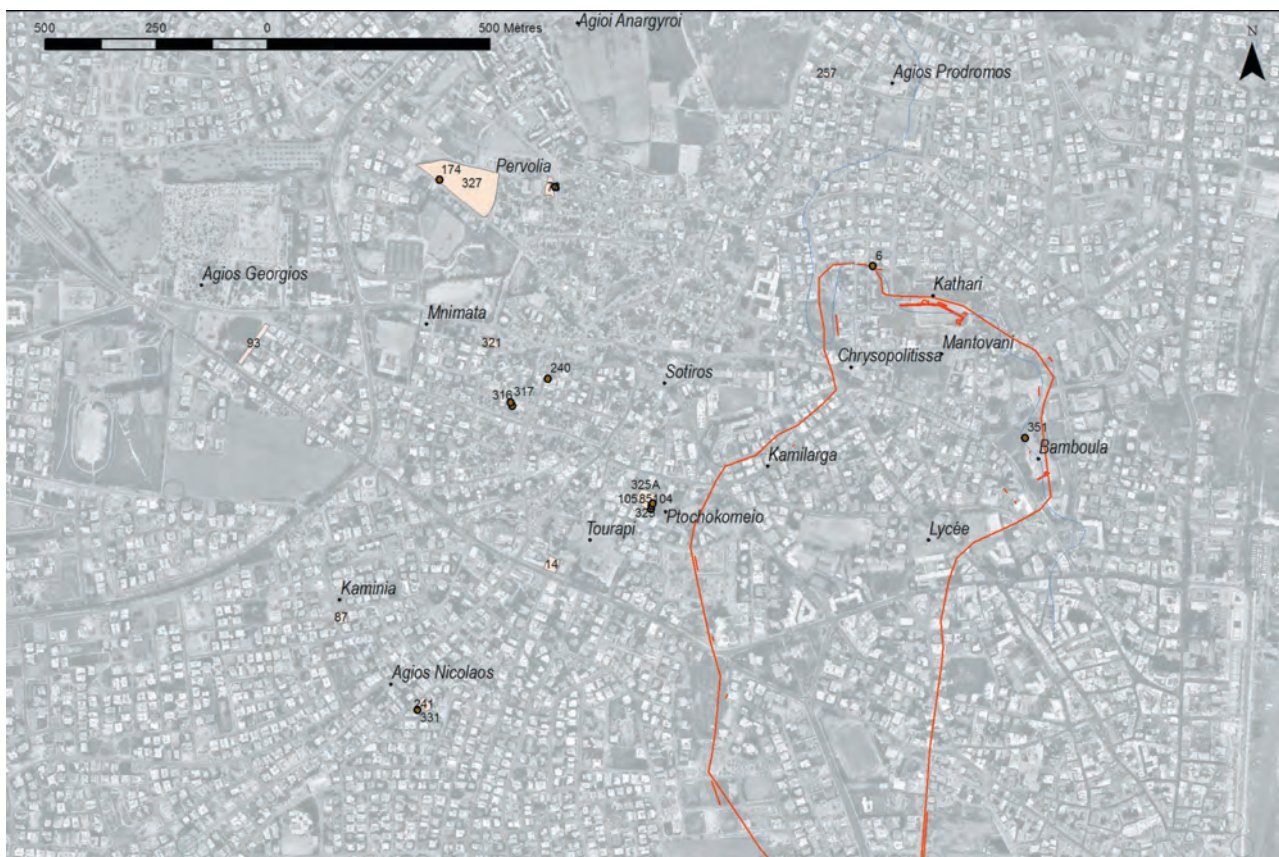 500 250 0 500 Mètres
Agioi Anargyroi
N
257
Agios Prodromos
174
327
Pervolia
6
Agios Georgios
Kathari
Mnimata
93
321
Mantovani
Chrysopolitissa
240
Sotiros
316 317
351
Bamboula
Kamilarga
325A
105 85 104
Ptochokomeio
Tourapi
Lycée
14
Kaminia
87
Agios Nicolaos
241
331